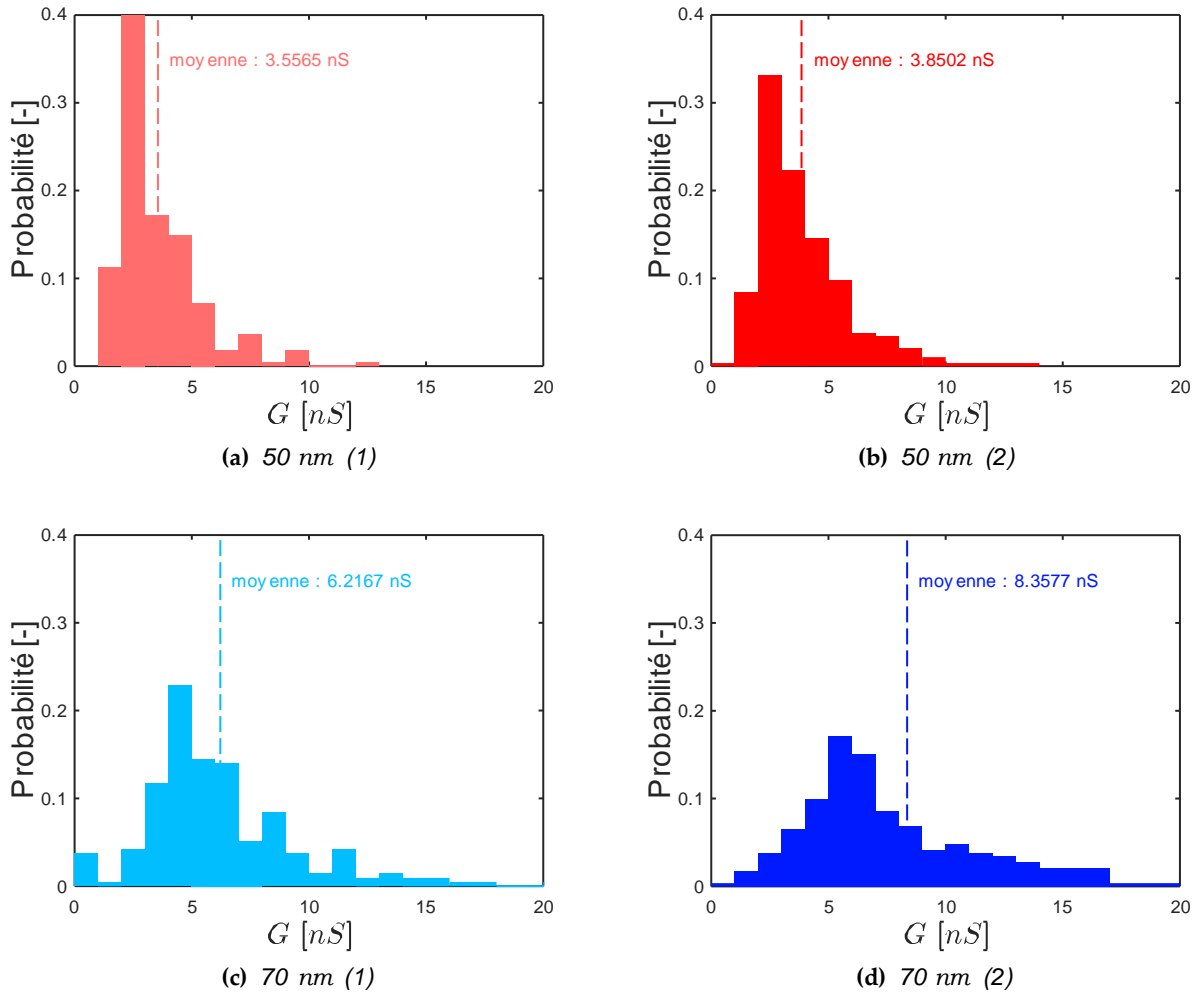 0.4
0.3
0.2
0.1
0
Probabilité [-]
moyenne : 3.5565 nS
0 5 10 15 20
G [nS]
(a) 50 nm (1)
0.4
0.3
0.2
0.1
0
Probabilité [-]
moyenne : 3.8502 nS
0 5 10 15 20
G [nS]
(b) 50 nm (2)
0.4
0.3
0.2
0.1
0
Probabilité [-]
moyenne : 6.2167 nS
0 5 10 15 20
G [nS]
(c) 70 nm (1)
0.4
0.3
0.2
0.1
0
Probabilité [-]
moyenne : 8.3577 nS
0 5 10 15 20
G [nS]
(d) 70 nm (2)